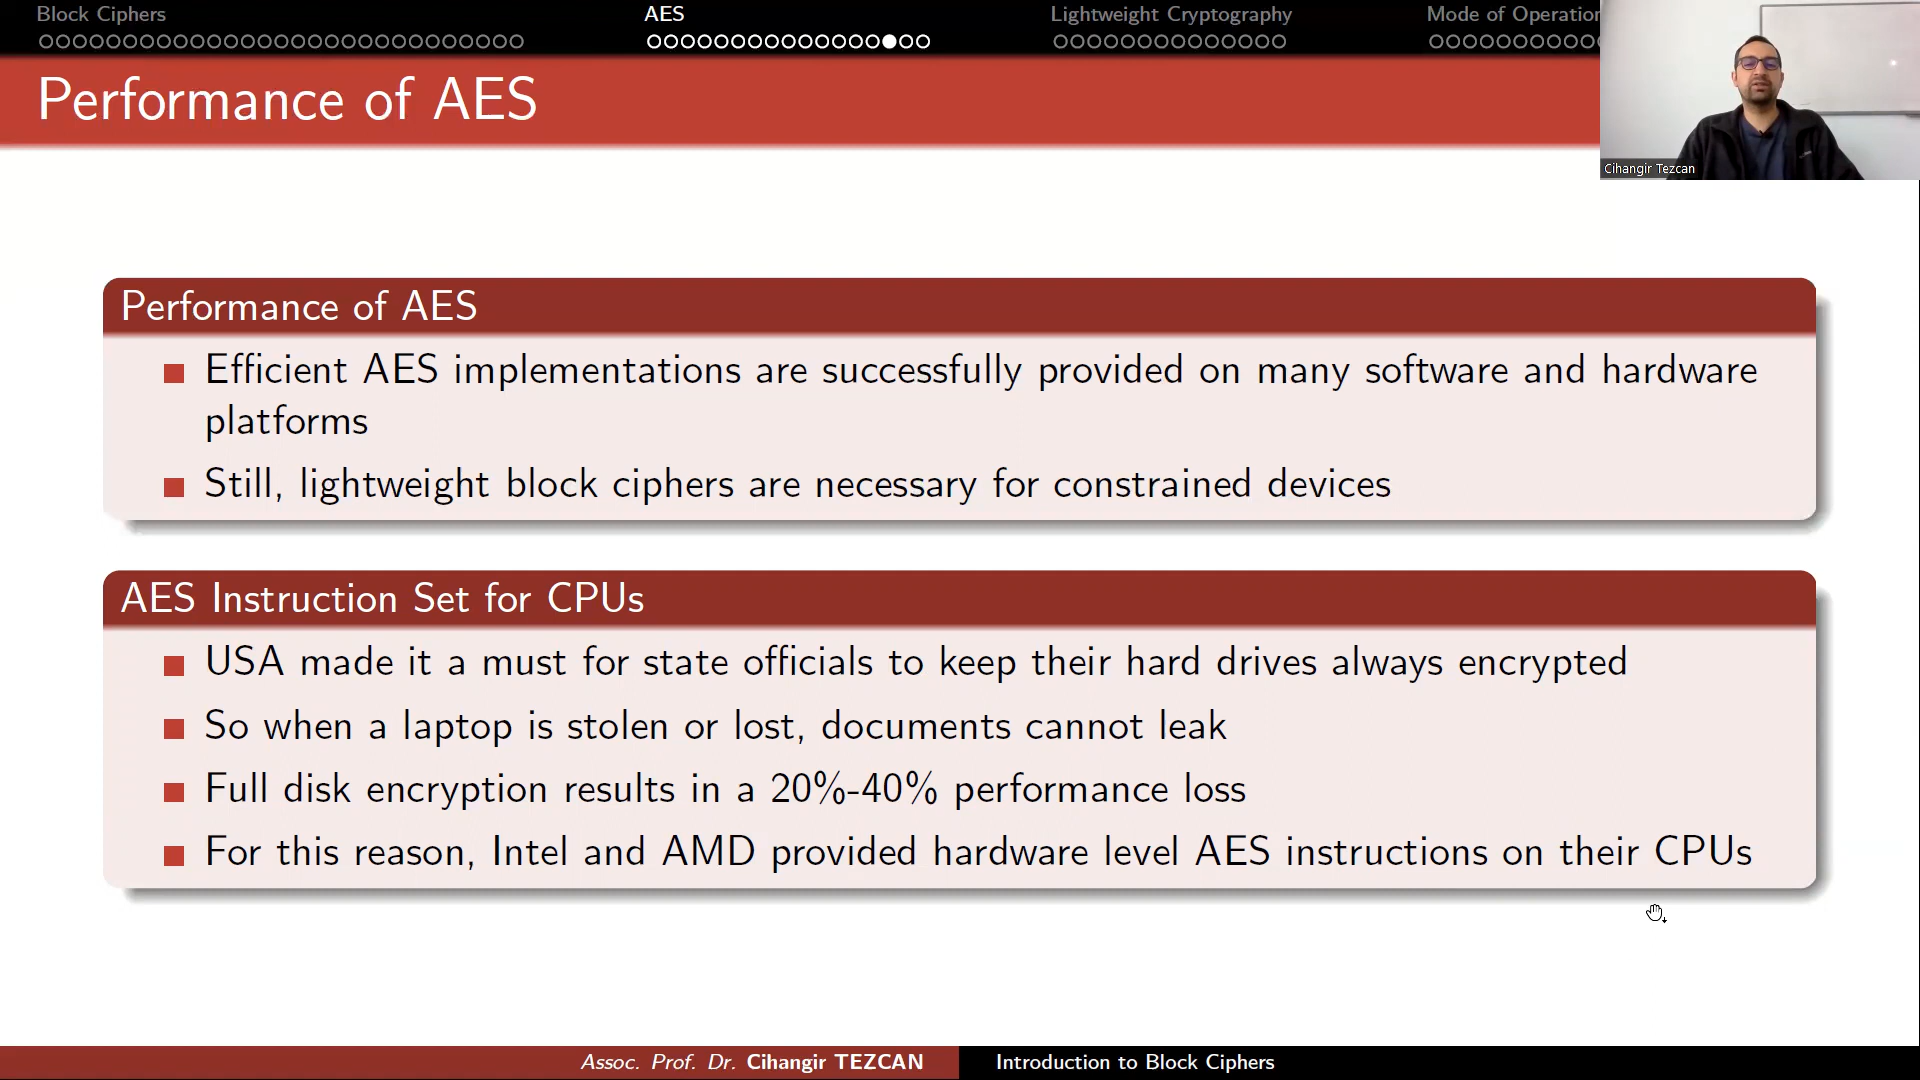 Block Ciphers
AES
Lightweight Cryptography
Mode of Operation
Performance of AES
Cihangir Tezcan
Performance of AES
Efficient AES implementations are successfully provided on many software and hardware
platforms
Still, lightweight block ciphers are necessary for constrained devices
AES Instruction Set for CPUs
USA made it a must for state officials to keep their hard drives always encrypted
So when a laptop is stolen or lost, documents cannot leak
Full disk encryption results in a 20%-40% performance loss
For this reason, Intel and AMD provided hardware level AES instructions on their CPUs
Assoc. Prof. Dr. Cihangir TEZCAN
Introduction to Block Ciphers